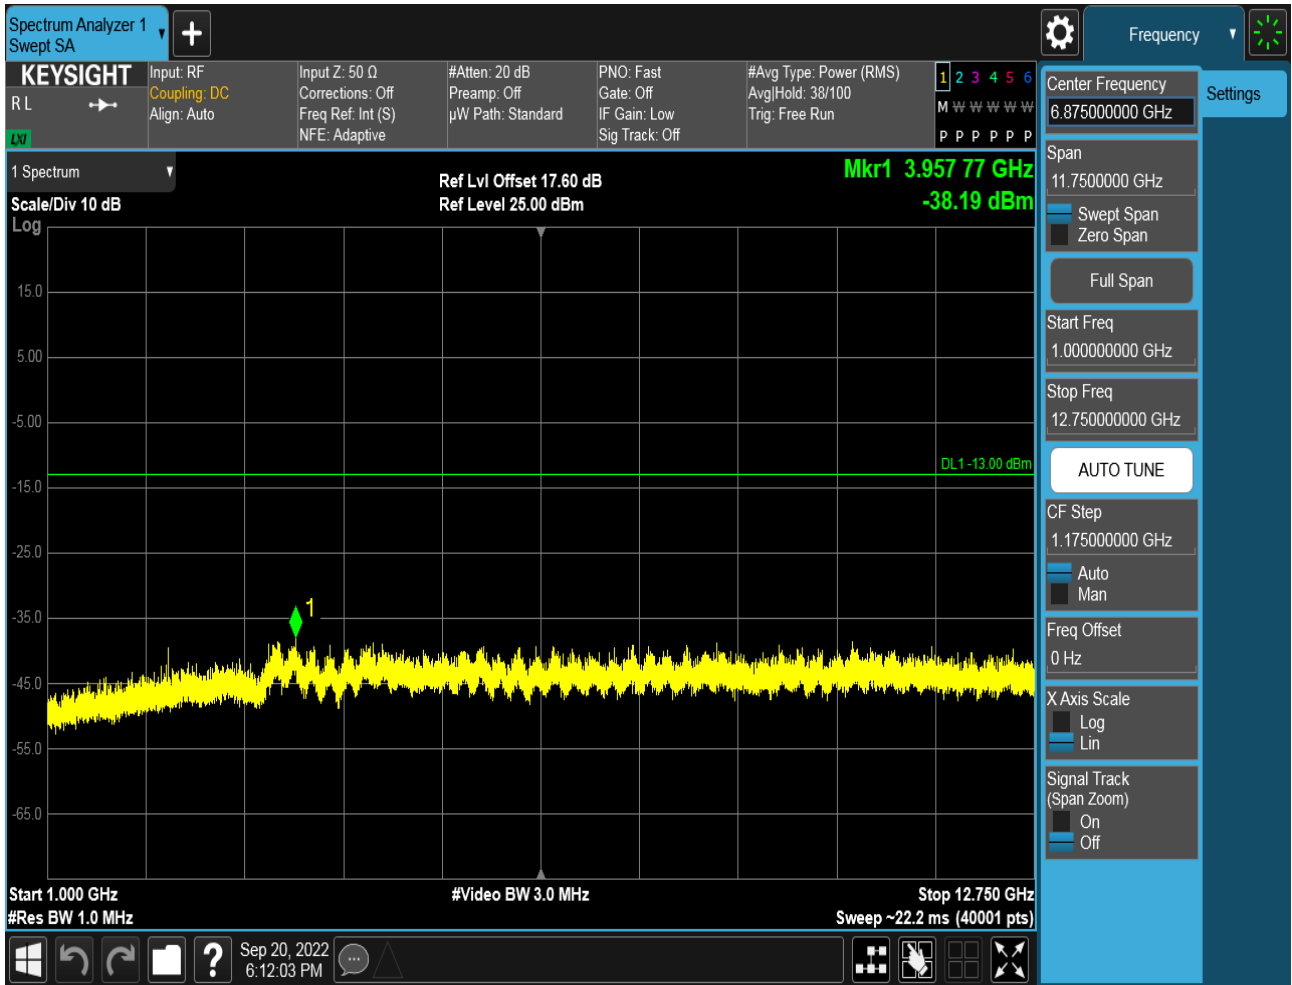 Spectrum Analyzer 1
Swept SA
+
Frequency
KEYSIGHT
R L
LXI
Input: RF
Coupling: DC
Align: Auto
Input Z: 50 Ω
Corrections: Off
Freq Ref: Int (S)
NFE: Adaptive
#Atten: 20 dB
Preamp: Off
µW Path: Standard
PNO: Fast
Gate: Off
IF Gain: Low
Sig Track: Off
#Avg Type: Power (RMS)
Avg|Hold: 38/100
Trig: Free Run
1 2 3 4 5 6
M W W W W W
P P P P P P
1 Spectrum
Scale/Div 10 dB
Log
Ref Lvl Offset 17.60 dB
Ref Level 25.00 dBm
Mkr1 3.957 77 GHz
-38.19 dBm
15.0
5.00
-5.00
DL1 -13.00 dBm
-15.0
-25.0
-35.0
1
-45.0
-55.0
-65.0
Start 1.000 GHz
#Video BW 3.0 MHz
Stop 12.750 GHz
#Res BW 1.0 MHz
Sweep ~22.2 ms (40001 pts)
?
Sep 20, 2022
6:12:03 PM
Center Frequency
6.875000000 GHz
Settings
Span
11.7500000 GHz
Swept Span
Zero Span
Full Span
Start Freq
1.000000000 GHz
Stop Freq
12.750000000 GHz
AUTO TUNE
CF Step
1.175000000 GHz
Auto
Man
Freq Offset
0 Hz
X Axis Scale
Log
Lin
Signal Track
(Span Zoom)
On
Off